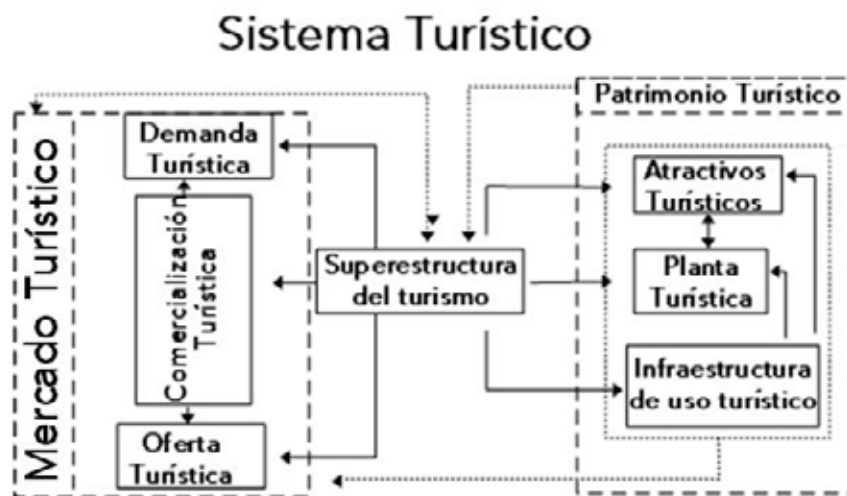 Sistema Turístico
Mercado Turístico
Demanda
Turística
Comercialización
Turística
Oferta
Turística
Superestructura
del turismo
Patrimonio Turístico
Atractivos
Turísticos
Planta
Turística
Infraestructura
de uso turístico